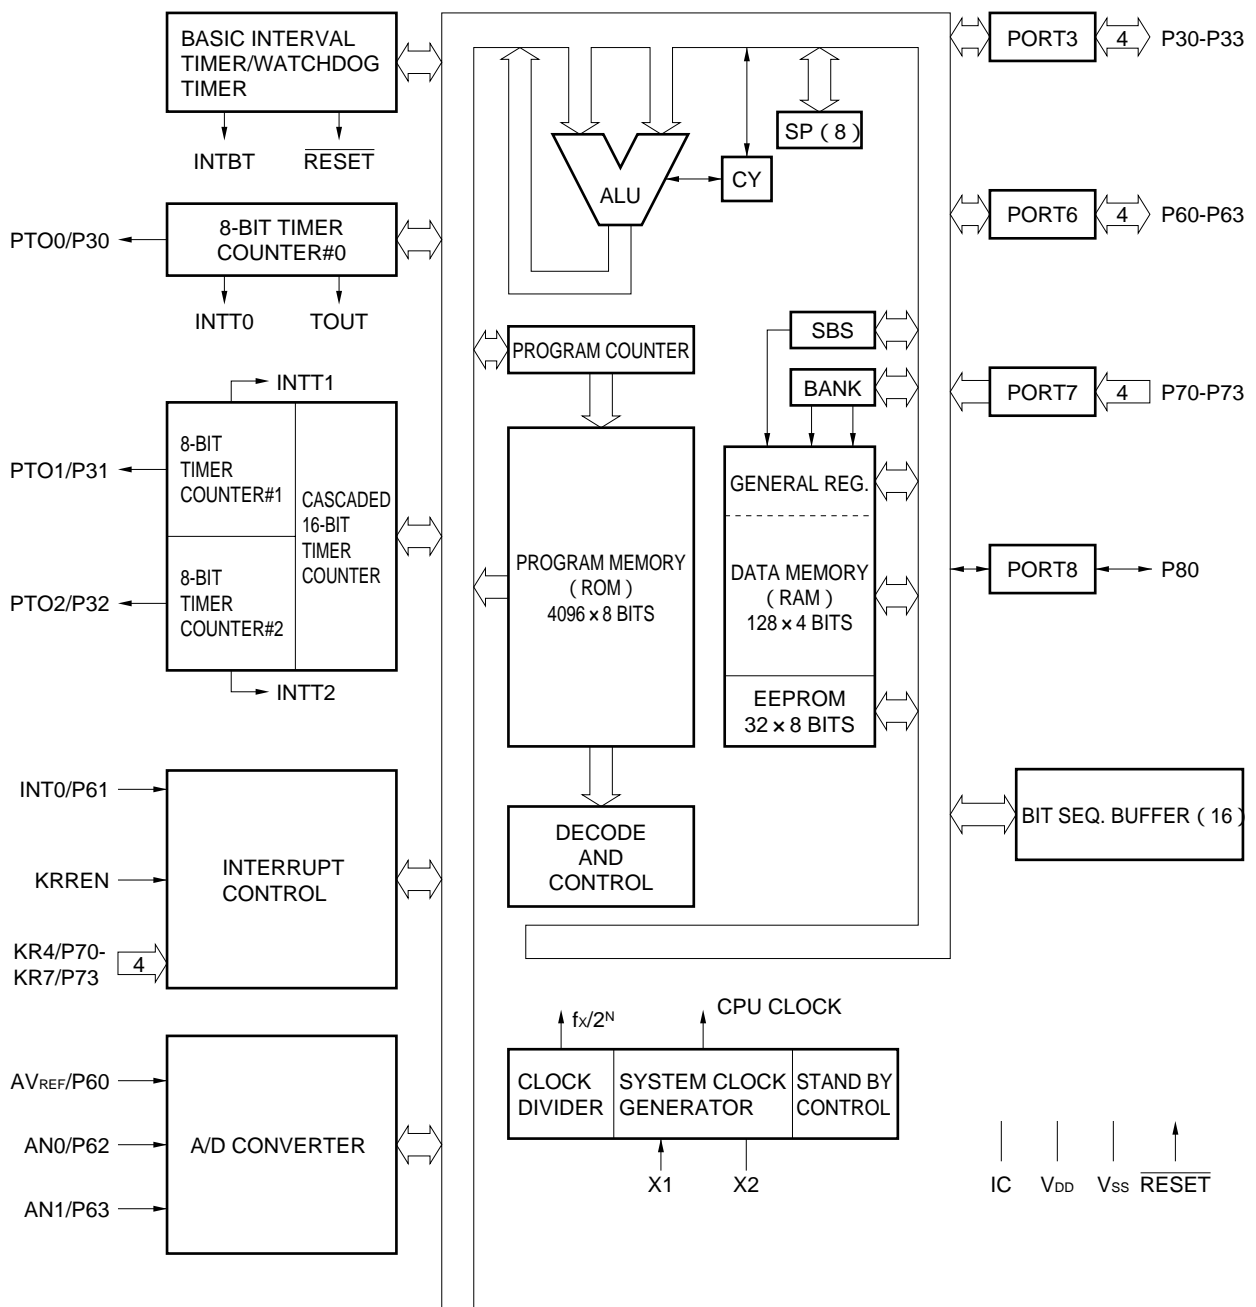 BASIC INTERVAL
TIMER/WATCHDOG
TIMER
INTBT
RESET
PTO0/P30
8-BIT TIMER
COUNTER#0
INTT0
TOUT
INTT1
PTO1/P31
8-BIT
TIMER
COUNTER#1
CASCADED
16-BIT
TIMER
COUNTER
PTO2/P32
8-BIT
TIMER
COUNTER#2
INTT2
INT0/P61
KRREN
KR4/P70-
KR7/P73
4
INTERRUPT
CONTROL
AVREF/P60
AN0/P62
AN1/P63
A/D CONVERTER
ALU
CY
SP ( 8 )
PROGRAM COUNTER
PROGRAM MEMORY
( ROM )
4096 × 8 BITS
DECODE
AND
CONTROL
SBS
BANK
GENERAL REG.
DATA MEMORY
( RAM )
128 × 4 BITS
EEPROM
32 × 8 BITS
fX/2N
CPU CLOCK
CLOCK
DIVIDER
SYSTEM CLOCK
GENERATOR
STAND BY
CONTROL
X1
X2
PORT3
4
P30-P33
PORT6
4
P60-P63
PORT7
4
P70-P73
PORT8
P80
BIT SEQ. BUFFER ( 16 )
IC
VDD
VSS
RESET